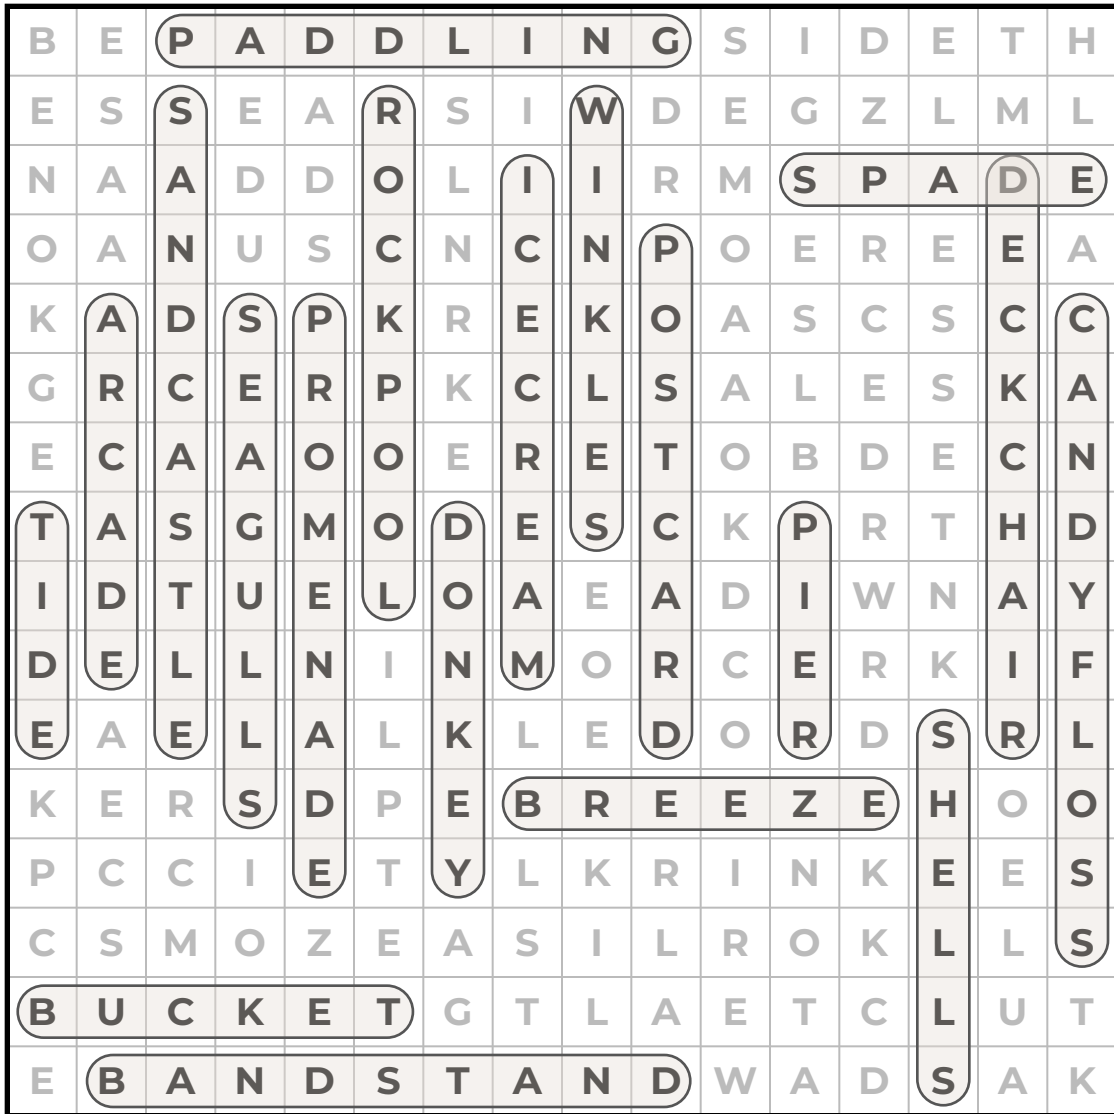 B E P A D D L I N G S I D E T H
E S S E A R S I W D E G Z L M L
N A A D D O L I I R M S P A D E
O A N U S C N C N P O E R E E A
K A D S P K R E K O A S C S C C
G R C E R P K C L S A L E S K A
E C A A O O E R E T O B D E C N
T A S G M O D E S C K P R T H D
I D T U E L O A E A D I W N A Y
D E L L N I N M O R C E R K I F
E A E L A L K L E D O R D S R L
K E R S D P E B R E E Z E H O O
P C C I E T Y L K R I N K E E S
C S M O Z E A S I L R O K L L S
B U C K E T G T L A E T C L U T
E B A N D S T A N D W A D S A K